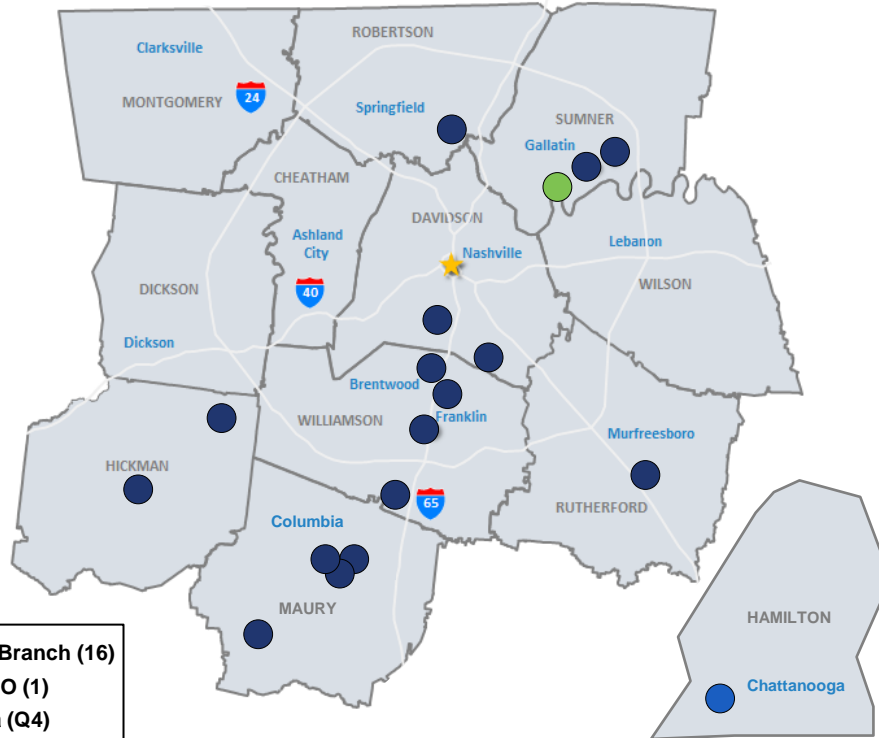 ROBERTSON
Clarksville
24
MONTGOMERY
Springfield
SUMNER
Gallatin
CHEATHAM
DAVIDSON
Ashland
City
Nashville
Lebanon
40
DICKSON
WILSON
Dickson
Brentwood
WILLIAMSON
Franklin
Murfreesboro
HICKMAN
65
RUTHERFORD
Columbia
MAURY
HAMILTON
Chattanooga
Branch (16)
O (1)
(Q4)